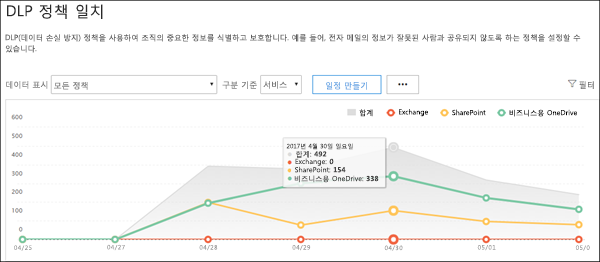 DLP 정책 일치
DLP(데이터 손실 방지) 정책을 사용하여 조직의 중요한 정보를 식별하고 보호합니다. 예를 들어, 전자 메일의 정보가 잘못된 사람과 공유되지 않도록 하는 정책을 설정할 수
있습니다.
데이터 표시 모든 정책 구분 기준 서비스 일정 만들기 ••• 필터
합계 Exchange SharePoint 비즈니스용 OneDrive
600
500
400
300
200
100
0
2017년 4월 30일 일요일
합계: 492
Exchange: 0
SharePoint: 154
비즈니스용 OneDrive: 338
04/25 04/27 04/28 04/29 04/30 05/01 05/0